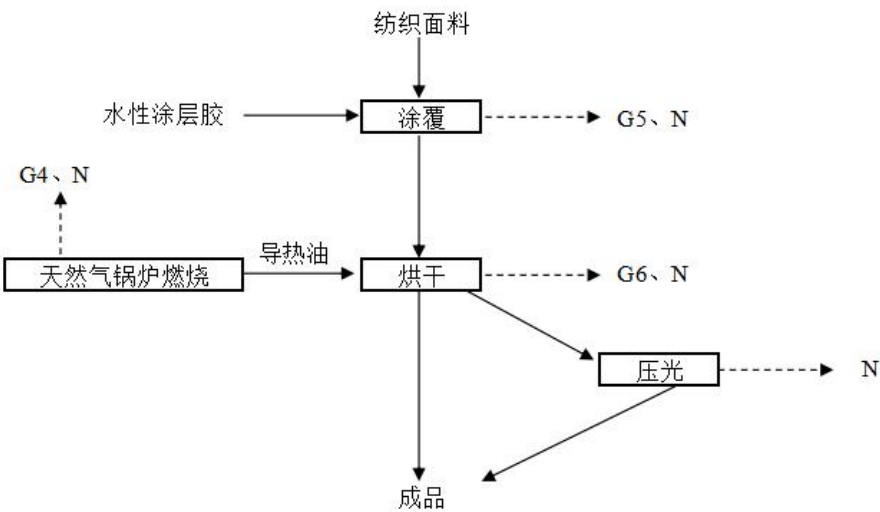 纺织面料
水性涂层胶
涂覆
G5、N
G4、N
天然气锅炉燃烧
导热油
烘干
G6、N
压光
N
成品